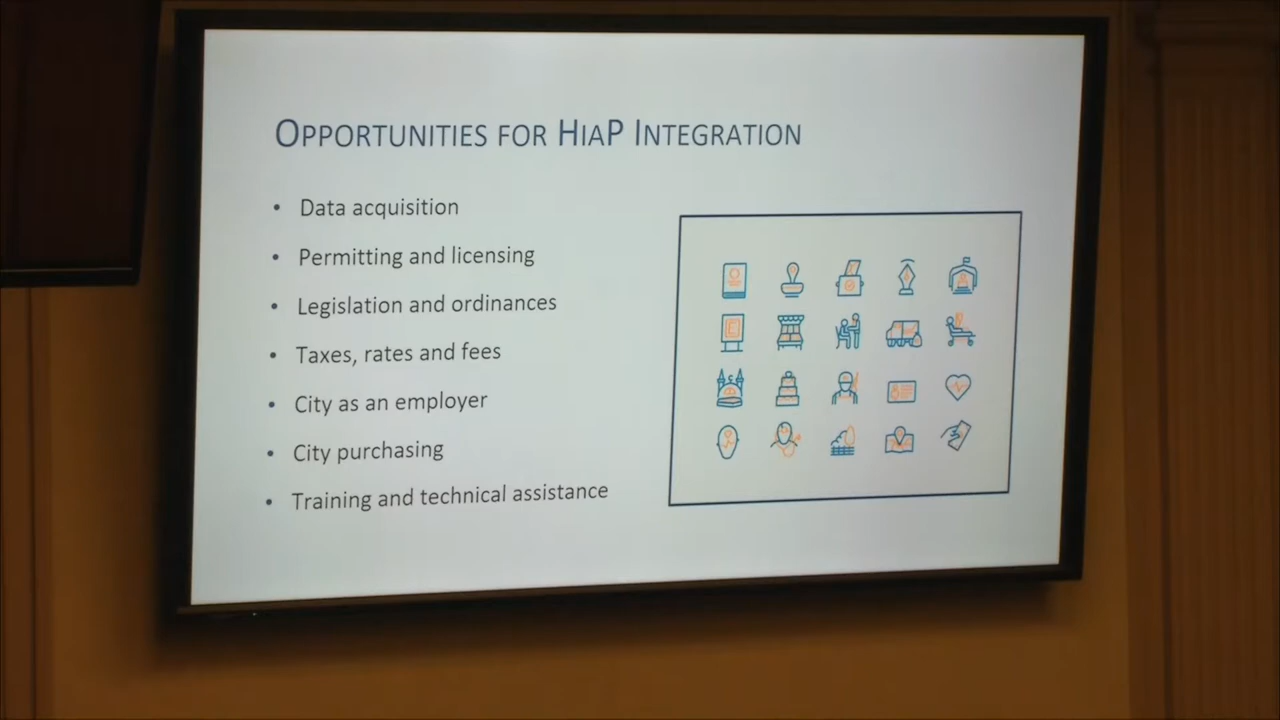 OPPORTUNITIES FOR HIAP INTEGRATION
• Data acquisition
• Permitting and licensing
• Legislation and ordinances
• Taxes, rates and fees
• City as an employer
• City purchasing
• Training and technical assistance
E